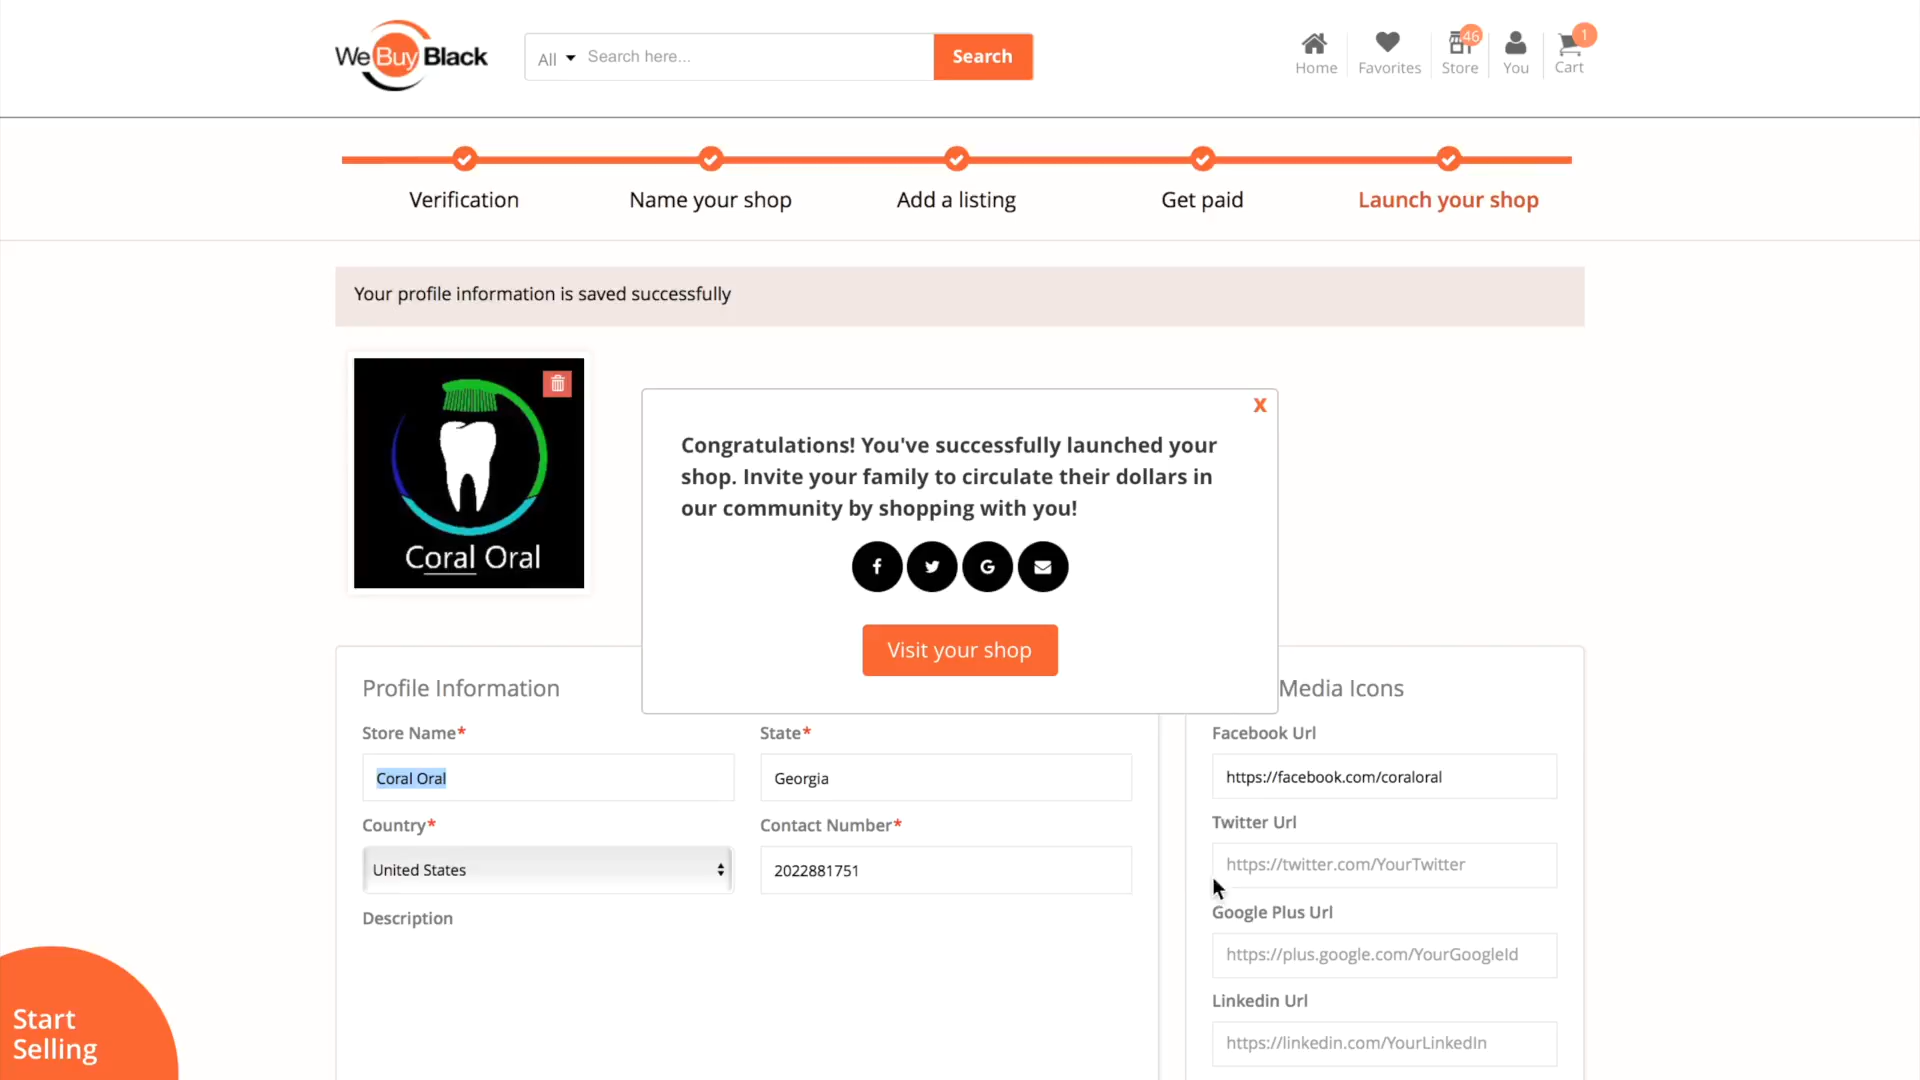 We Buy Black
All
Search here...
Search
Home
Favorites
46
Store
You
1
Cart
Verification
Name your shop
Add a listing
Get paid
Launch your shop
Your profile information is saved successfully
Coral Oral
X
Congratulations! You've successfully launched your
shop. Invite your family to circulate their dollars in
our community by shopping with you!
Visit your shop
Profile Information
Store Name*
Coral Oral
State*
Georgia
Country*
United States
Contact Number*
2022881751
Description
Media Icons
Facebook Url
https://facebook.com/coraloral
Twitter Url
https://twitter.com/YourTwitter
Google Plus Url
https://plus.google.com/YourGoogleId
Linkedin Url
https://linkedin.com/YourLinkedIn
Start
Selling